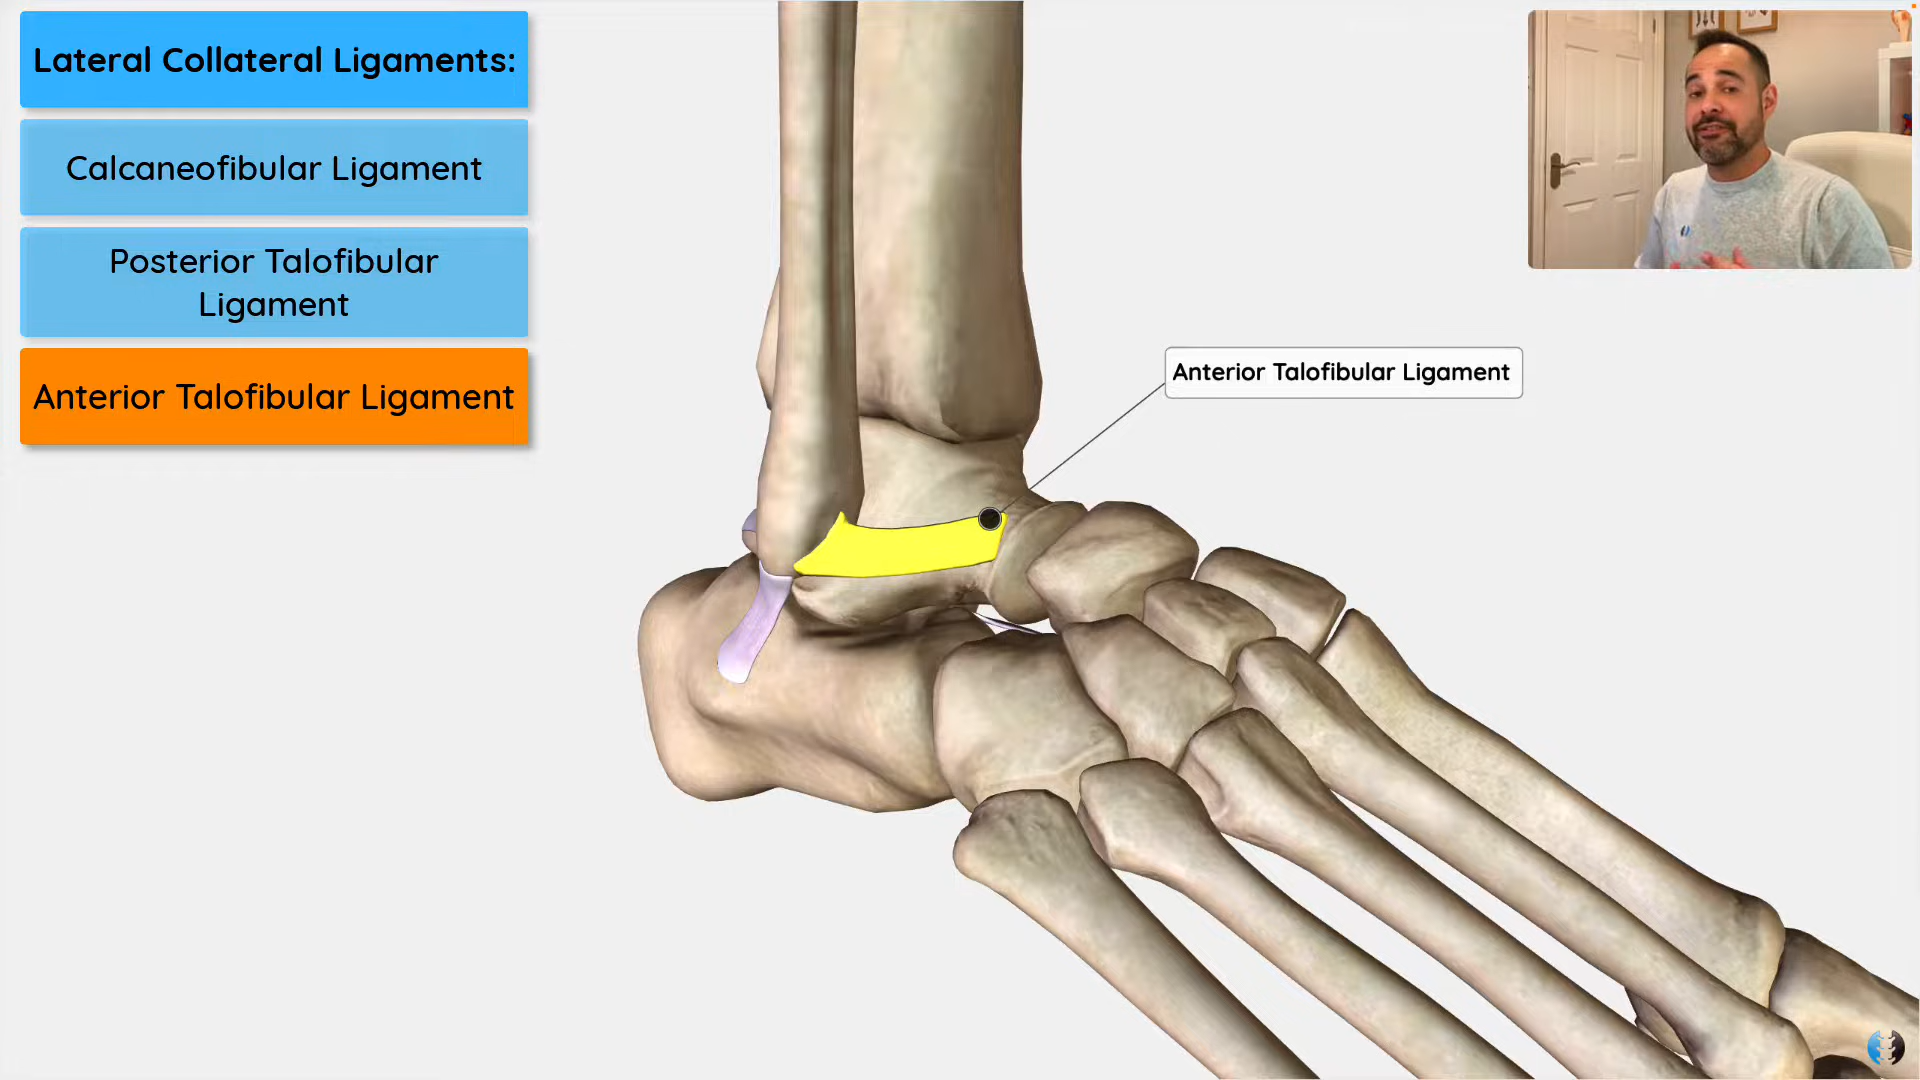 Lateral Collateral Ligaments:
Calcaneofibular Ligament
Posterior Talofibular
Ligament
Anterior Talofibular Ligament
Anterior Talofibular Ligament